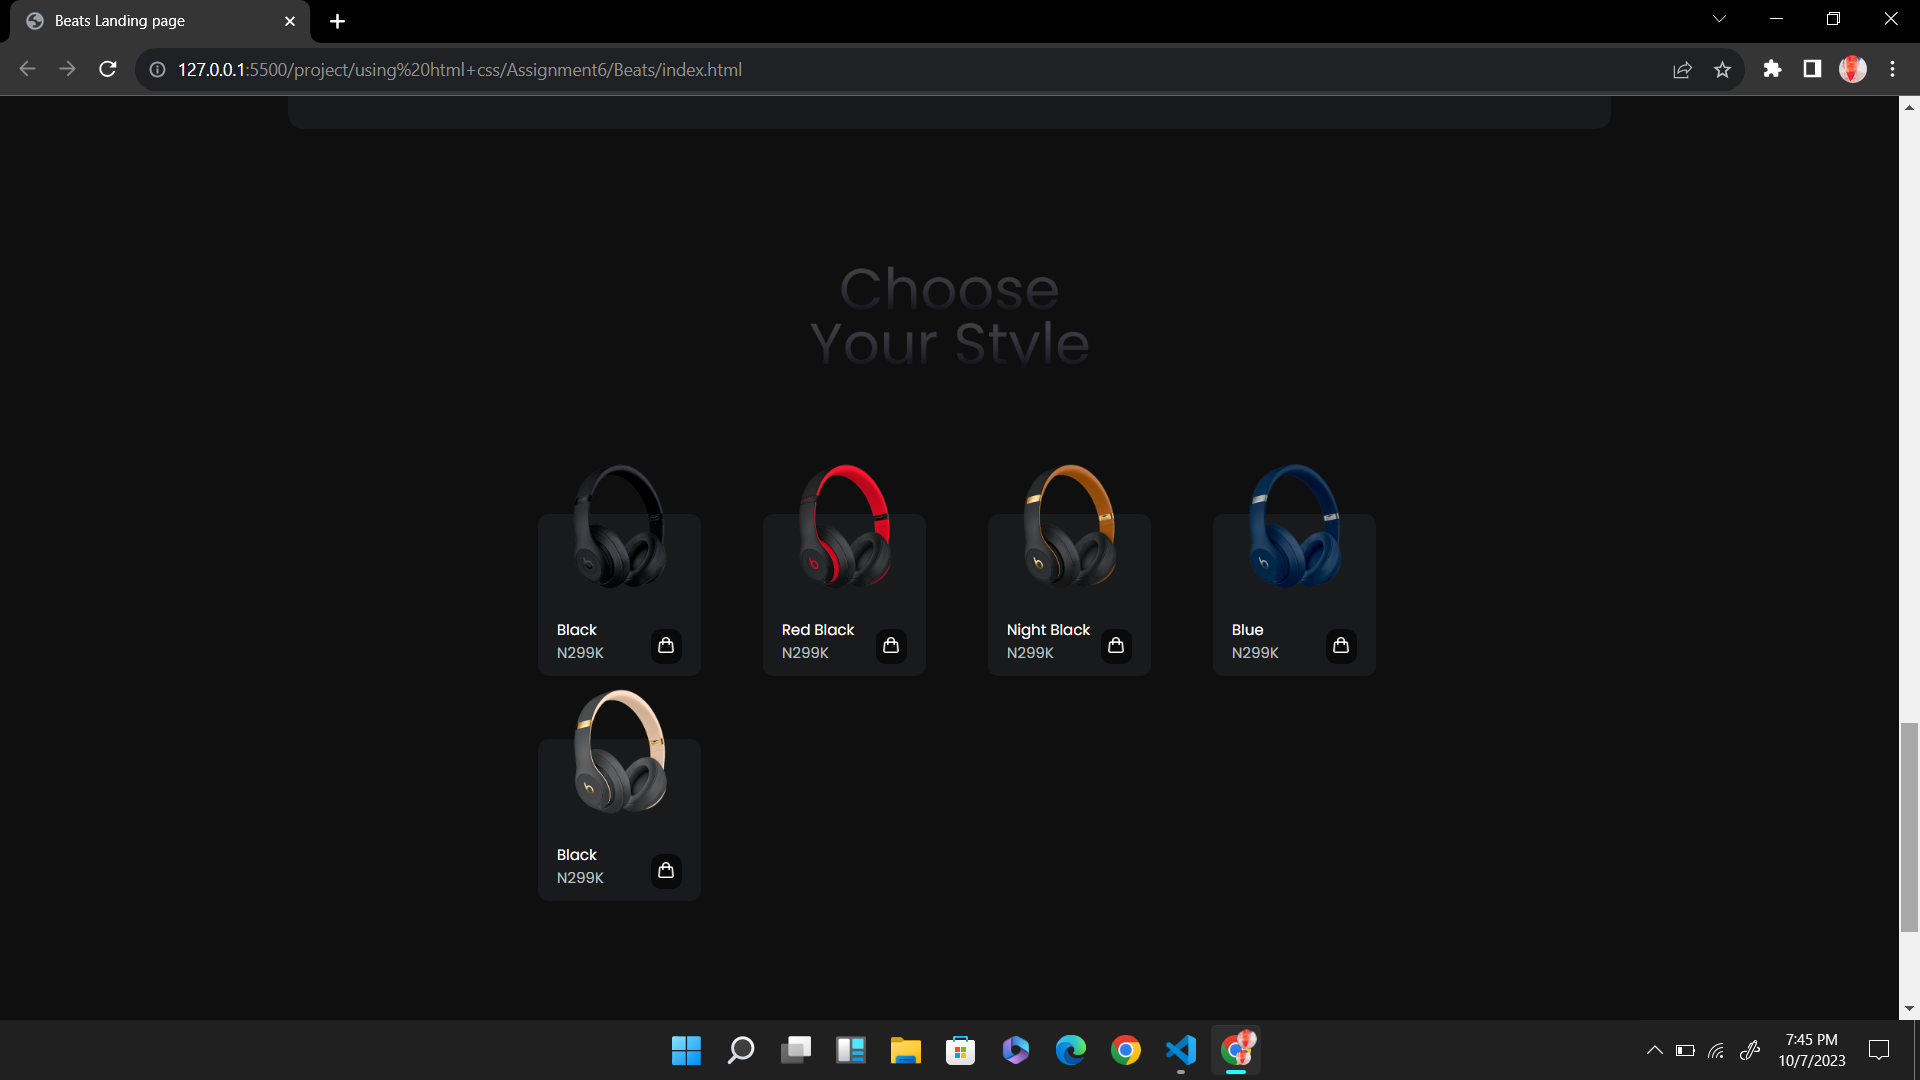 Beats Landing page
127.0.0.1:5500/project/using%20html+css/Assignment6/Beats/index.html
Choose
Your Style
Black
N299K
Red Black
N299K
Night Black
N299K
Blue
N299K
Black
N299K
7:45 PM
10/7/2023